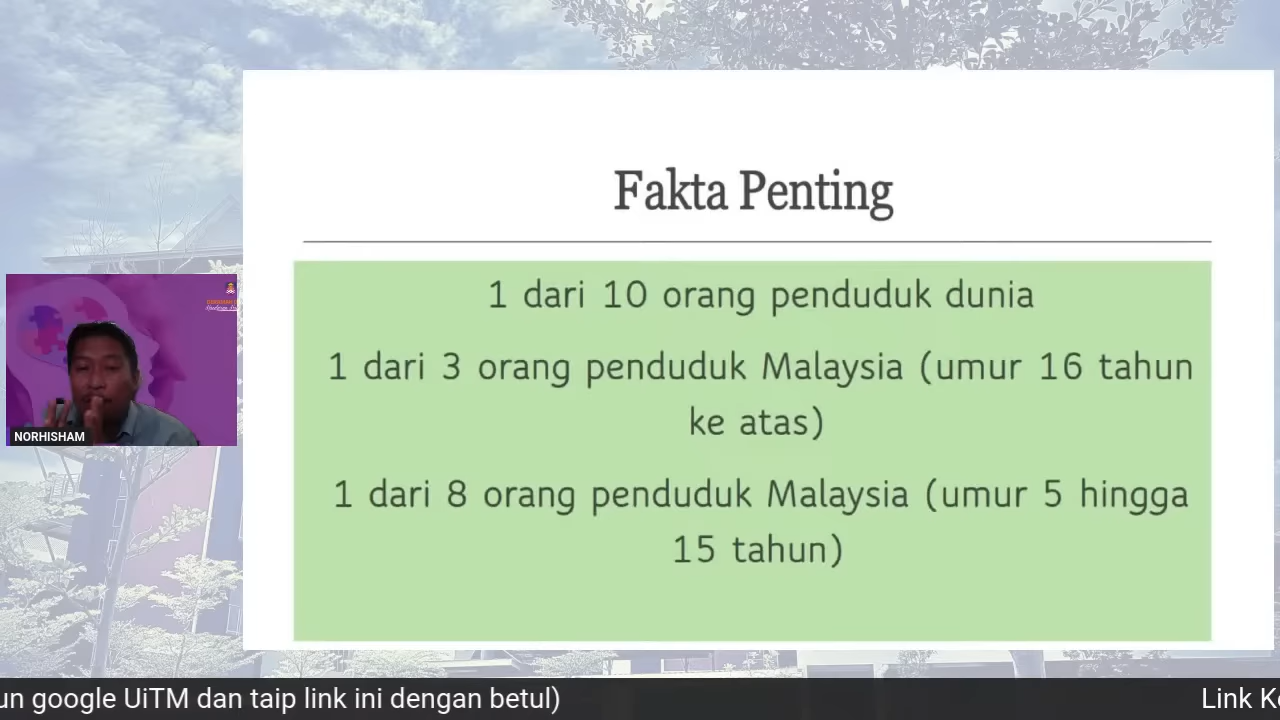 Fakta Penting
1 dari 10 orang penduduk dunia
1 dari 3 orang penduduk Malaysia (umur 16 tahun
ke atas)
1 dari 8 orang penduduk Malaysia (umur 5 hingga
15 tahun)
NORHISHAM
un google UiTM dan taip link ini dengan betul)
Link K